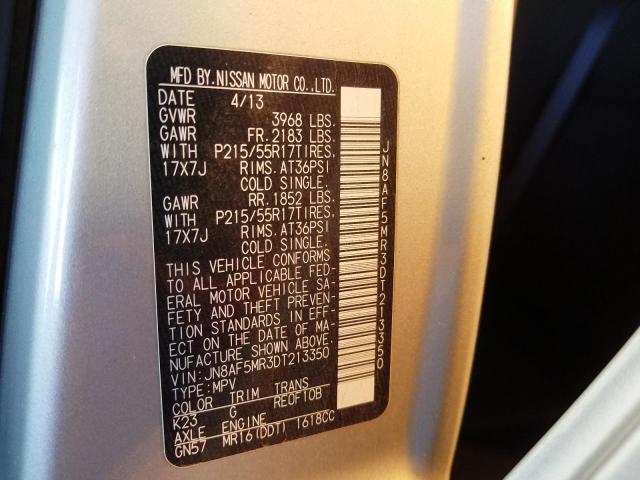 MFD BY.NISSAN MOTOR CO.,LTD.
DATE 4/13
GVWR 3968 LBS.
GAWR FR. 2183 LBS.
WITH P215/55R17TIRES,
17X7J RIMS. AT36PSI
COLD SINGLE.
GAWR RR. 1852 LBS.
WITH P215/55R17TIRES,
17X7J RIMS. AT36PSI
COLD SINGLE.
THIS VEHICLE CONFORMS
TO ALL APPLICABLE FED-
ERAL MOTOR VEHICLE SA-
FETY AND THEFT PREVEN-
TION STANDARDS IN EFF-
ECT ON THE DATE OF MA-
NUFACTURE SHOWN ABOVE.
VIN:JN8AF5MR3DT213350
TYPE:MPV
COLOR TRIM TRANS
K23 G RE0F10B
AXLE ENGINE
GN57 MR16(DDT) 1618CC
JN8AF5MR3DT213350